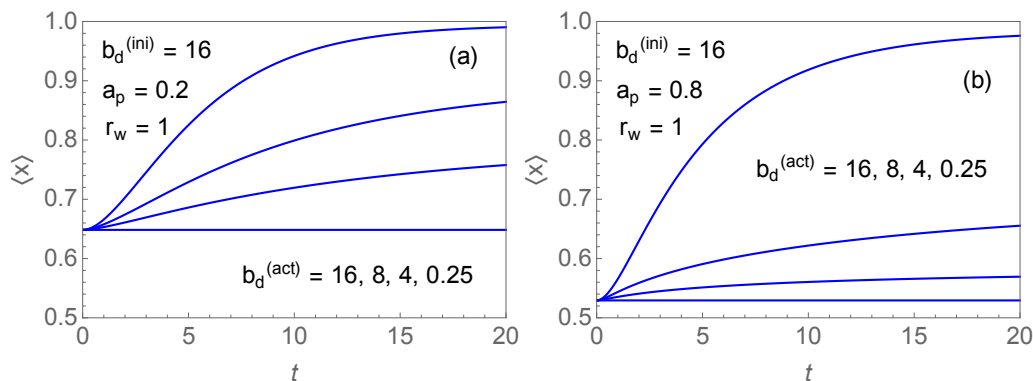 b_d^(ini) = 16
(a)
a_p = 0.2
r_w = 1
b_d^(act) = 16, 8, 4, 0.25
⟨x⟩
1.0
0.9
0.8
0.7
0.6
0.5
0 5 10 15 20
t
b_d^(ini) = 16
(b)
a_p = 0.8
r_w = 1
b_d^(act) = 16, 8, 4, 0.25
⟨x⟩
1.0
0.9
0.8
0.7
0.6
0.5
0 5 10 15 20
t